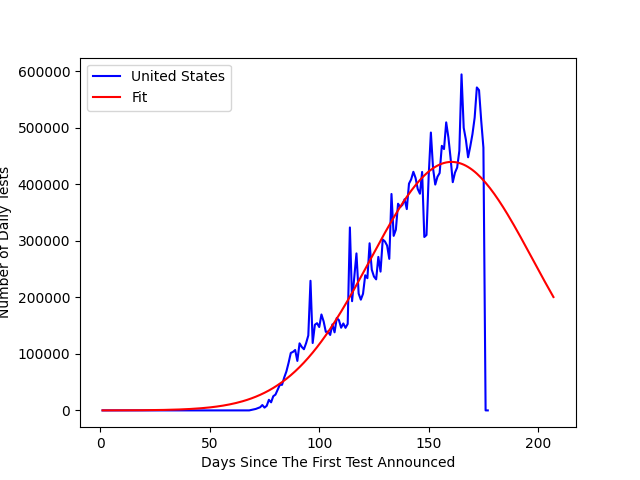 United States
Fit
600000
500000
400000
300000
200000
100000
0
Number of Daily Tests
0 50 100 150 200
Days Since The First Test Announced